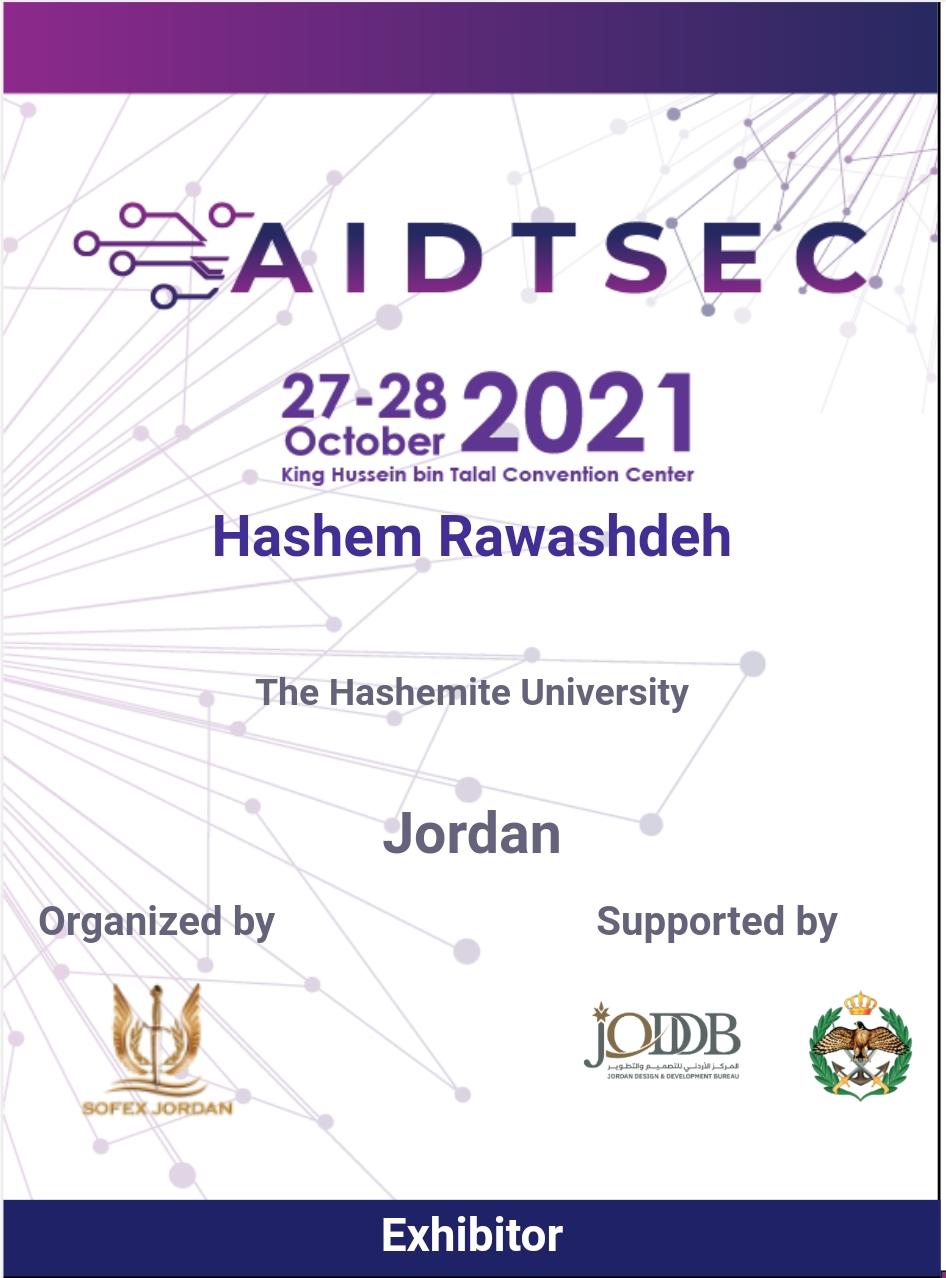 AIDTSEC
27-28
October
2021
King Hussein bin Talal Convention Center
Hashem Rawashdeh
The Hashemite University
Jordan
Organized by
Supported by
SOFEX JORDAN
JODDB
المركز الأردني للتصميم والتطوير
JORDAN DESIGN & DEVELOPMENT BUREAU
Exhibitor